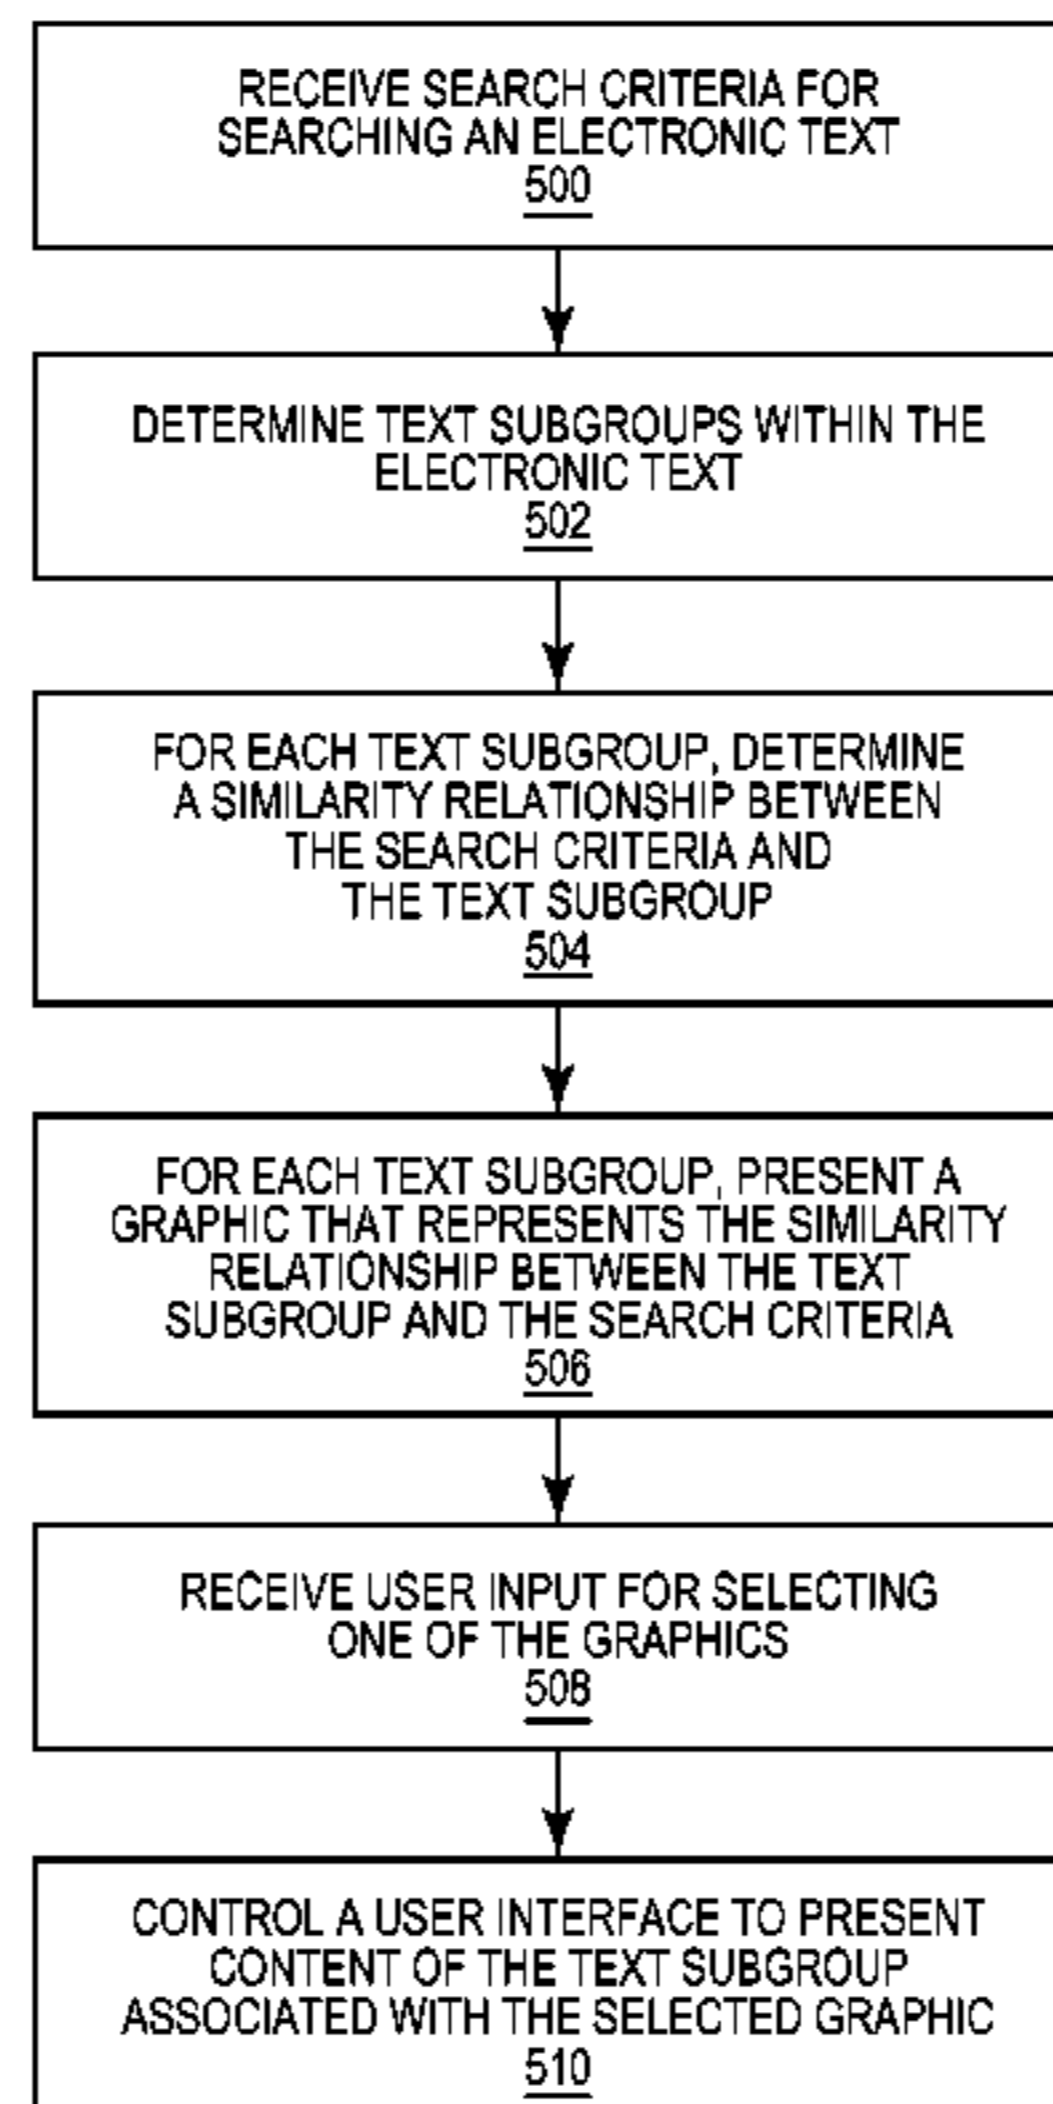 RECEIVE SEARCH CRITERIA FOR
SEARCHING AN ELECTRONIC TEXT
500
DETERMINE TEXT SUBGROUPS WITHIN THE
ELECTRONIC TEXT
502
FOR EACH TEXT SUBGROUP, DETERMINE
A SIMILARITY RELATIONSHIP BETWEEN
THE SEARCH CRITERIA AND
THE TEXT SUBGROUP
504
FOR EACH TEXT SUBGROUP, PRESENT A
GRAPHIC THAT REPRESENTS THE SIMILARITY
RELATIONSHIP BETWEEN THE TEXT
SUBGROUP AND THE SEARCH CRITERIA
506
RECEIVE USER INPUT FOR SELECTING
ONE OF THE GRAPHICS
508
CONTROL A USER INTERFACE TO PRESENT
CONTENT OF THE TEXT SUBGROUP
ASSOCIATED WITH THE SELECTED GRAPHIC
510